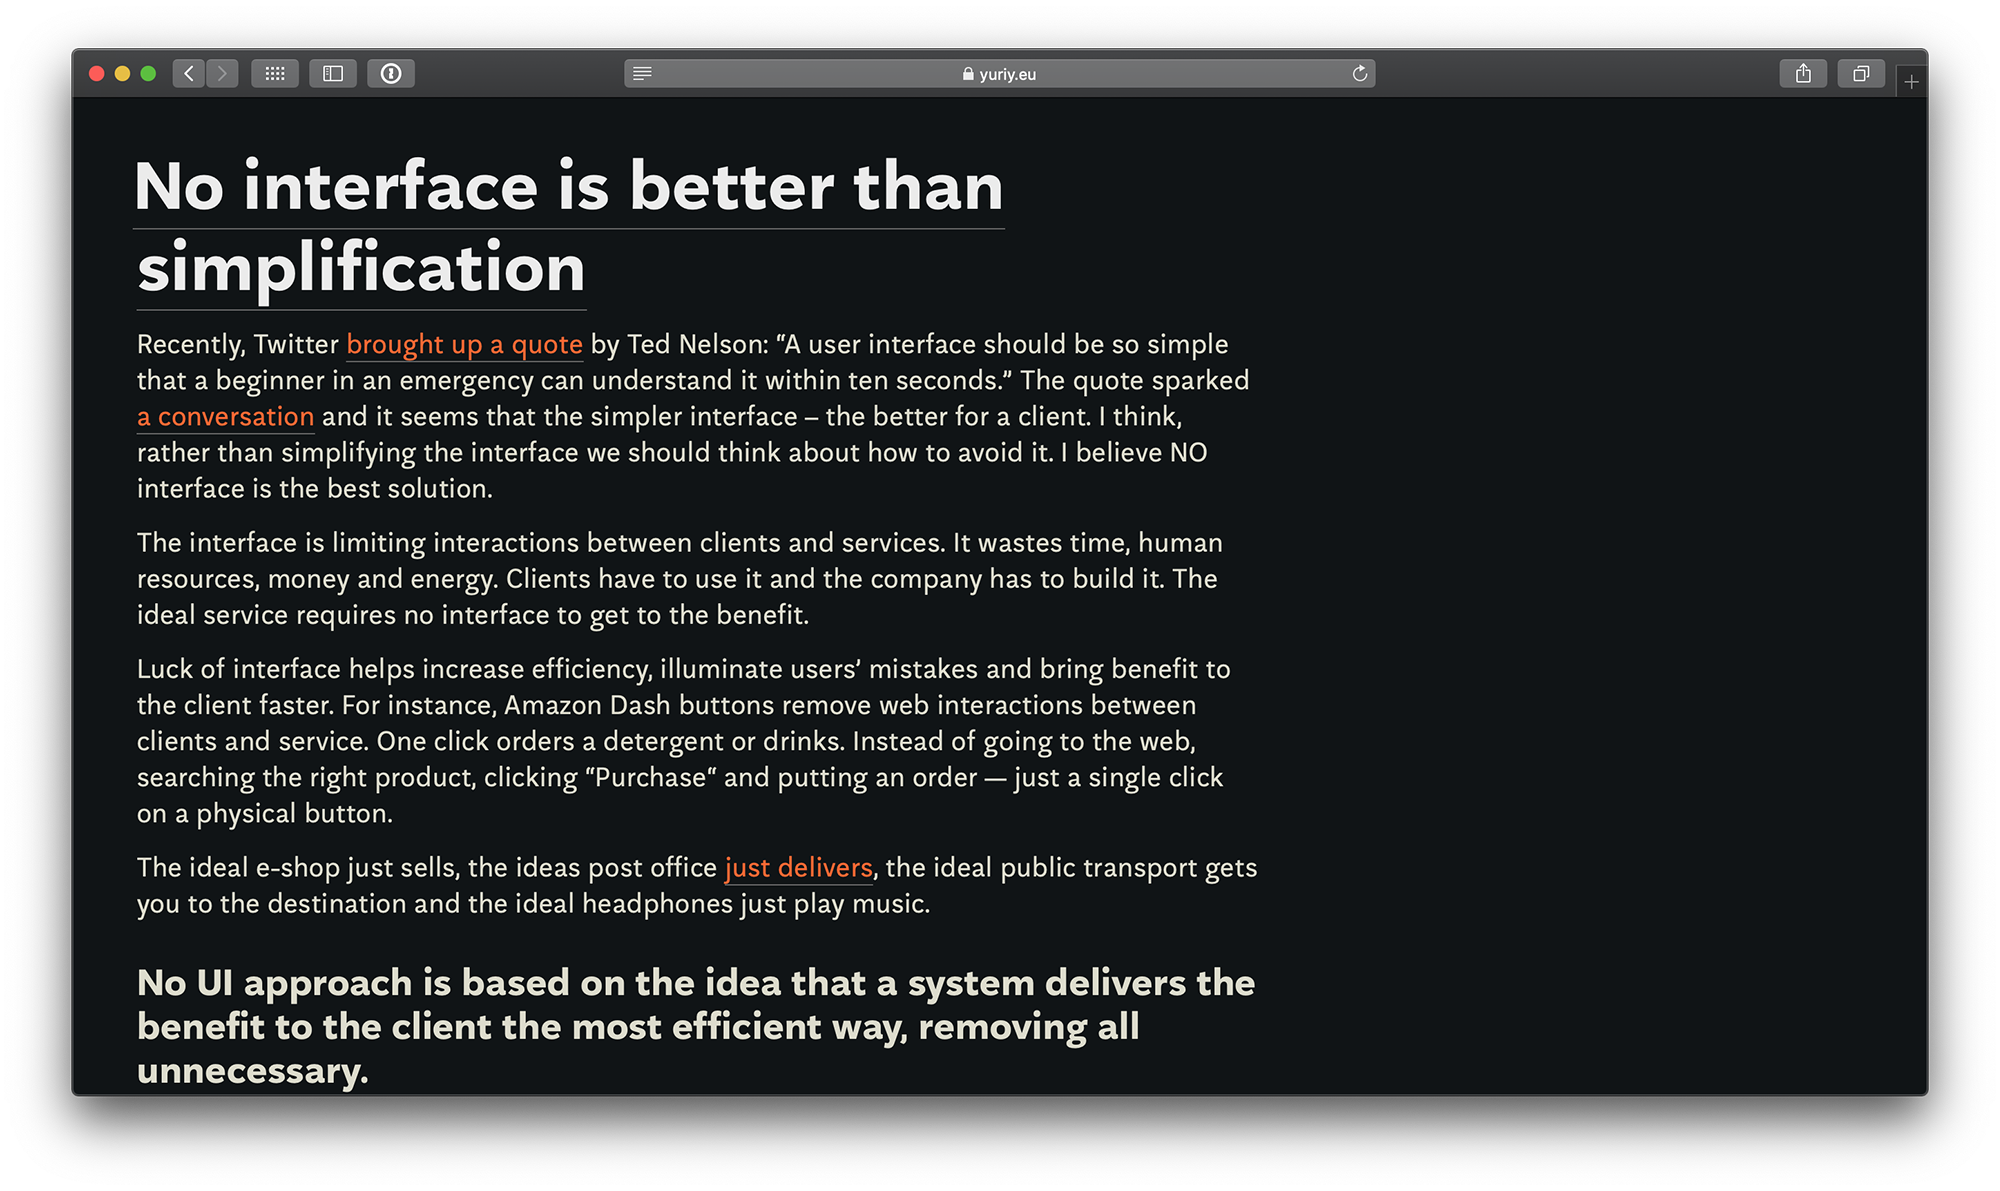 yuriy.eu
No interface is better than
simplification
Recently, Twitter brought up a quote by Ted Nelson: “A user interface should be so simple
that a beginner in an emergency can understand it within ten seconds.” The quote sparked
a conversation and it seems that the simpler interface – the better for a client. I think,
rather than simplifying the interface we should think about how to avoid it. I believe NO
interface is the best solution.
The interface is limiting interactions between clients and services. It wastes time, human
resources, money and energy. Clients have to use it and the company has to build it. The
ideal service requires no interface to get to the benefit.
Luck of interface helps increase efficiency, illuminate users’ mistakes and bring benefit to
the client faster. For instance, Amazon Dash buttons remove web interactions between
clients and service. One click orders a detergent or drinks. Instead of going to the web,
searching the right product, clicking “Purchase“ and putting an order — just a single click
on a physical button.
The ideal e-shop just sells, the ideas post office just delivers, the ideal public transport gets
you to the destination and the ideal headphones just play music.
No UI approach is based on the idea that a system delivers the
benefit to the client the most efficient way, removing all
unnecessary.